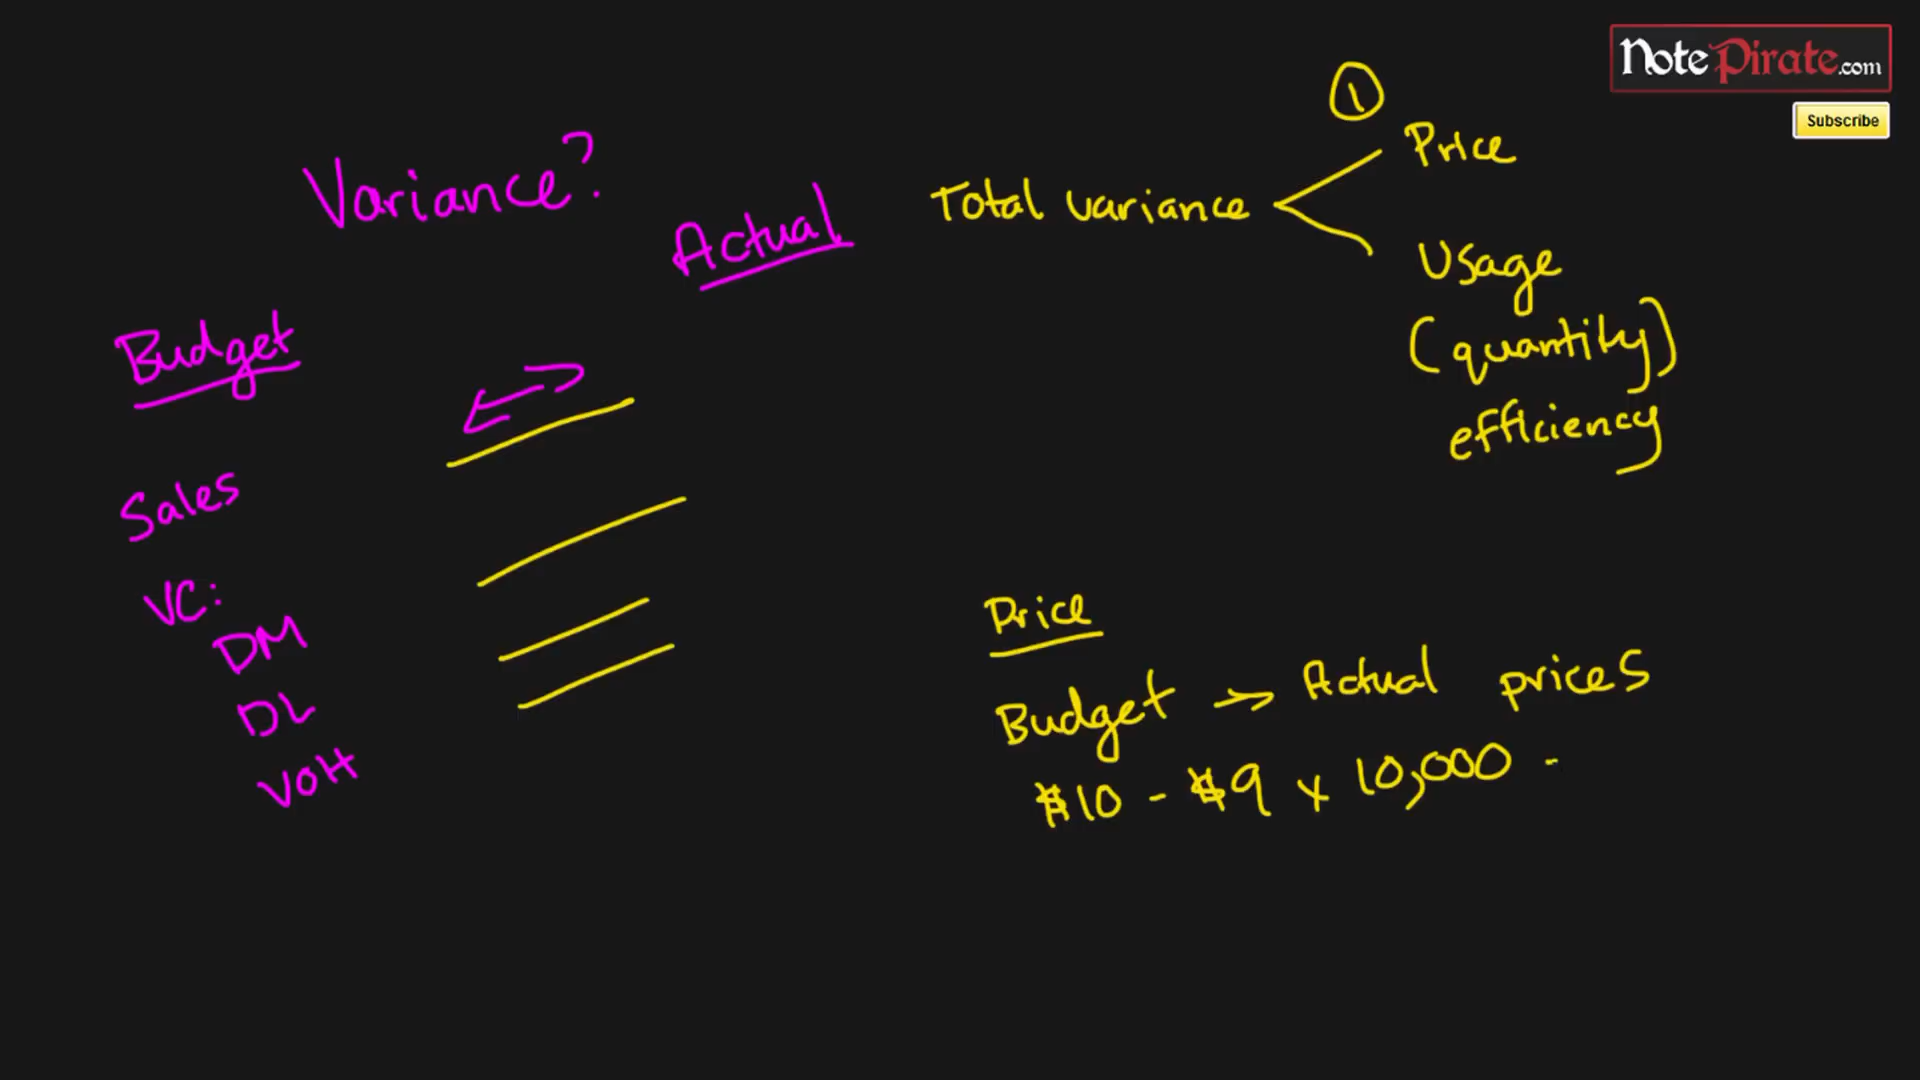 NotePirate.com
Subscribe
Variance?
Budget
Actual
Sales
VC:
DM
DL
VOH
Total variance
①
Price
Usage
(quantity)
efficiency
Price
Budget → Actual prices
$10 - $9 x 10,000 -